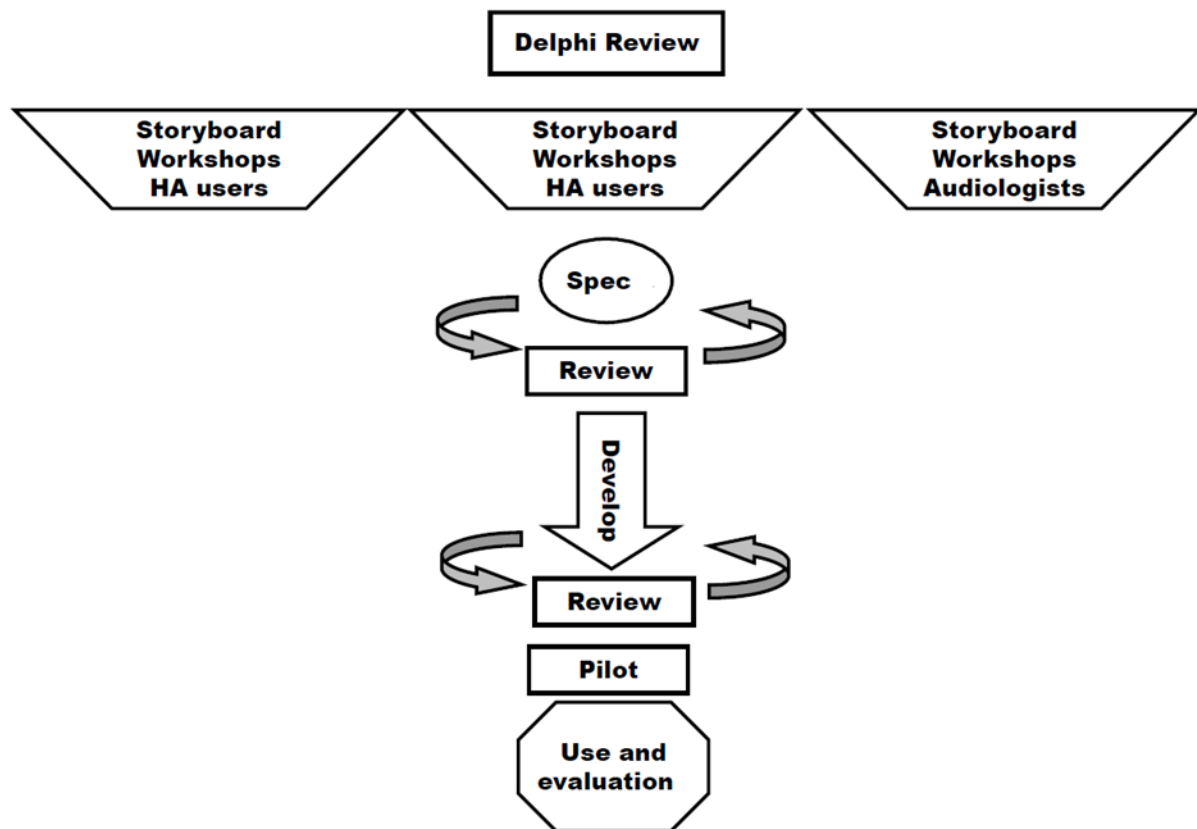 Delphi Review
Storyboard
Workshops
HA users
Storyboard
Workshops
HA users
Storyboard
Workshops
Audiologists
Spec
Review
Develop
Review
Pilot
Use and
evaluation